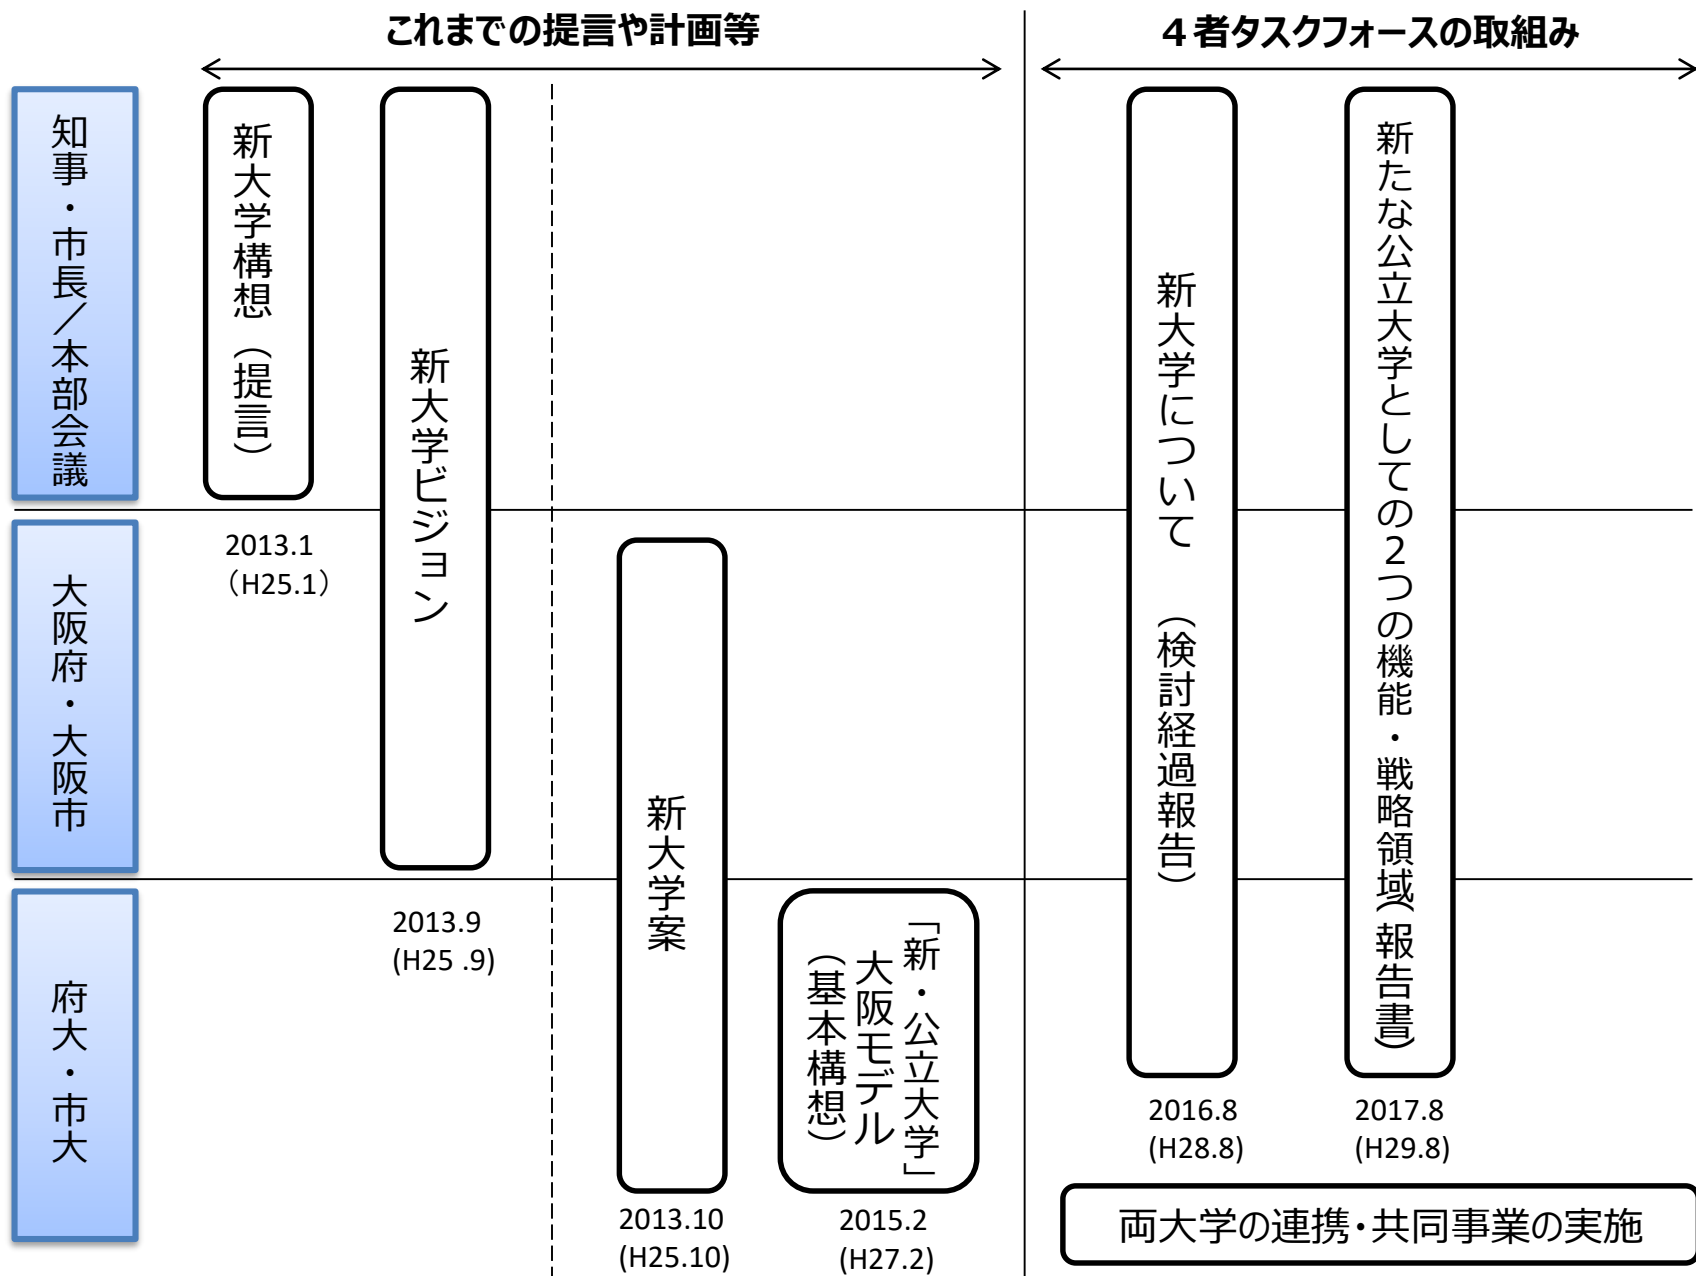 これまでの提言や計画等
４者タスクフォースの取組み
知事・市長／本部会議
大阪府・大阪市
府大・市大
新大学構想（提言）
2013.1
（H25.1）
新大学ビジョン
2013.9
(H25 .9)
新大学案
2013.10
(H25.10)
「新・公立大学」
大阪モデル
（基本構想）
2015.2
(H27.2)
新大学について （検討経過報告）
2016.8
(H28.8)
新たな公立大学としての２つの機能・戦略領域（報告書）
2017.8
(H29.8)
両大学の連携・共同事業の実施